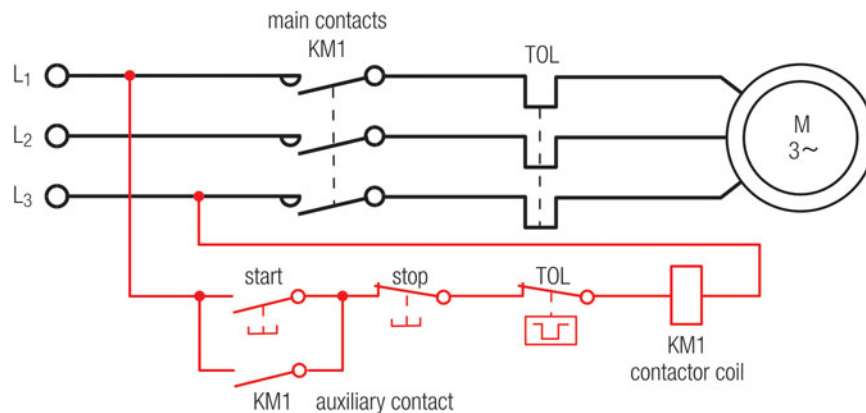 main contacts
KM1
TOL
L1
L2
L3
M
3~
start
stop
TOL
KM1
contactor coil
KM1 auxiliary contact